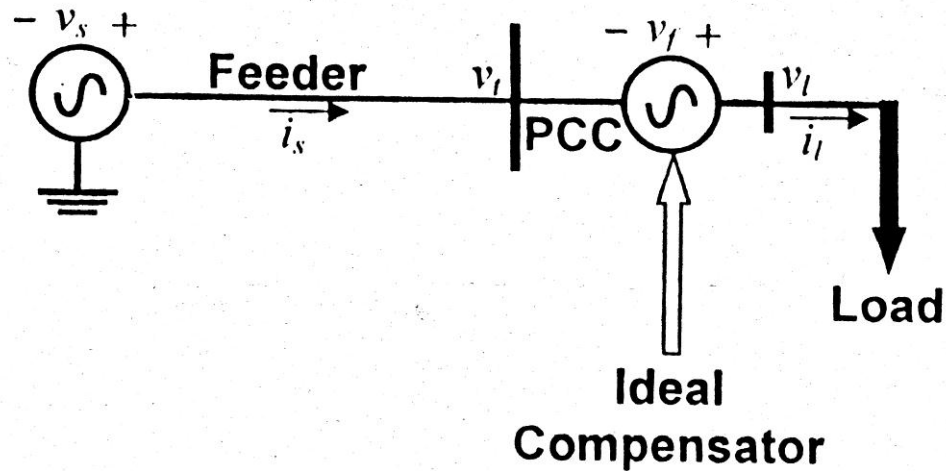 - v_s +
- v_f +
Feeder
v_t
v_l
PCC
i_s
i_l
Load
Ideal
Compensator